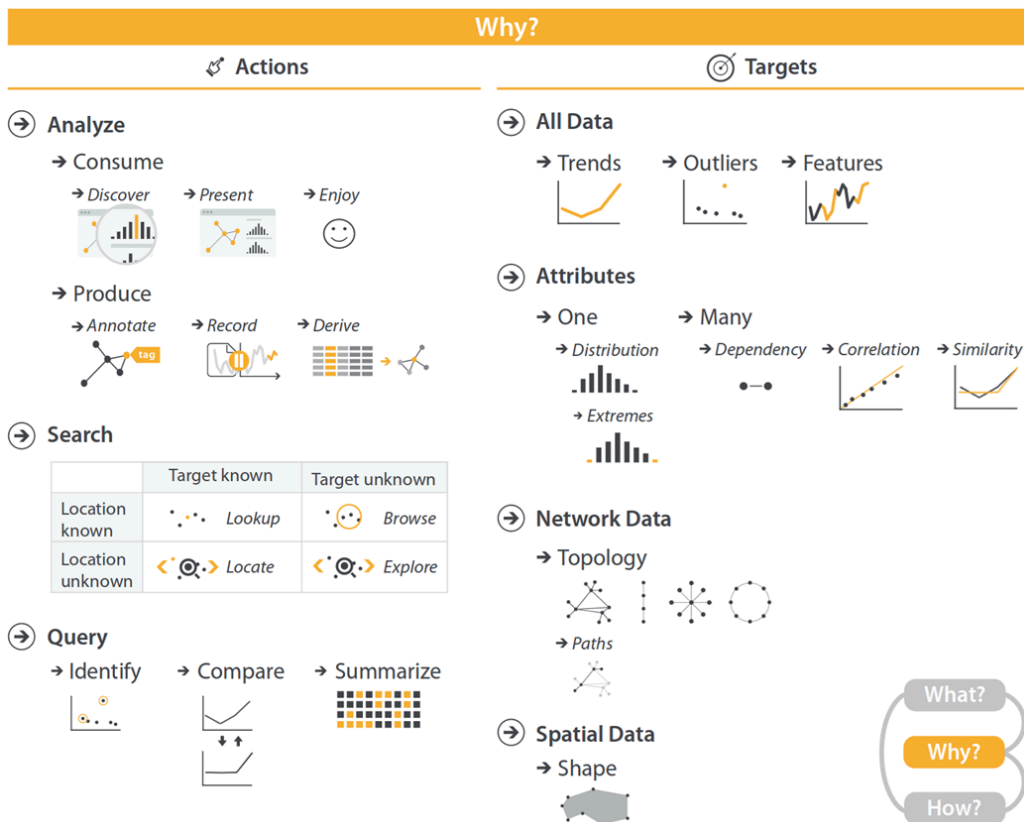 Why?
Actions
Analyze
Consume
Discover
Present
Enjoy
Produce
Annotate
Record
Derive
tag
Search
Target known
Target unknown
Location known
Lookup
Browse
Location unknown
Locate
Explore
Query
Identify
Compare
Summarize
Targets
All Data
Trends
Outliers
Features
Attributes
One
Many
Distribution
Dependency
Correlation
Similarity
Extremes
Network Data
Topology
Paths
Spatial Data
Shape
What?
Why?
How?